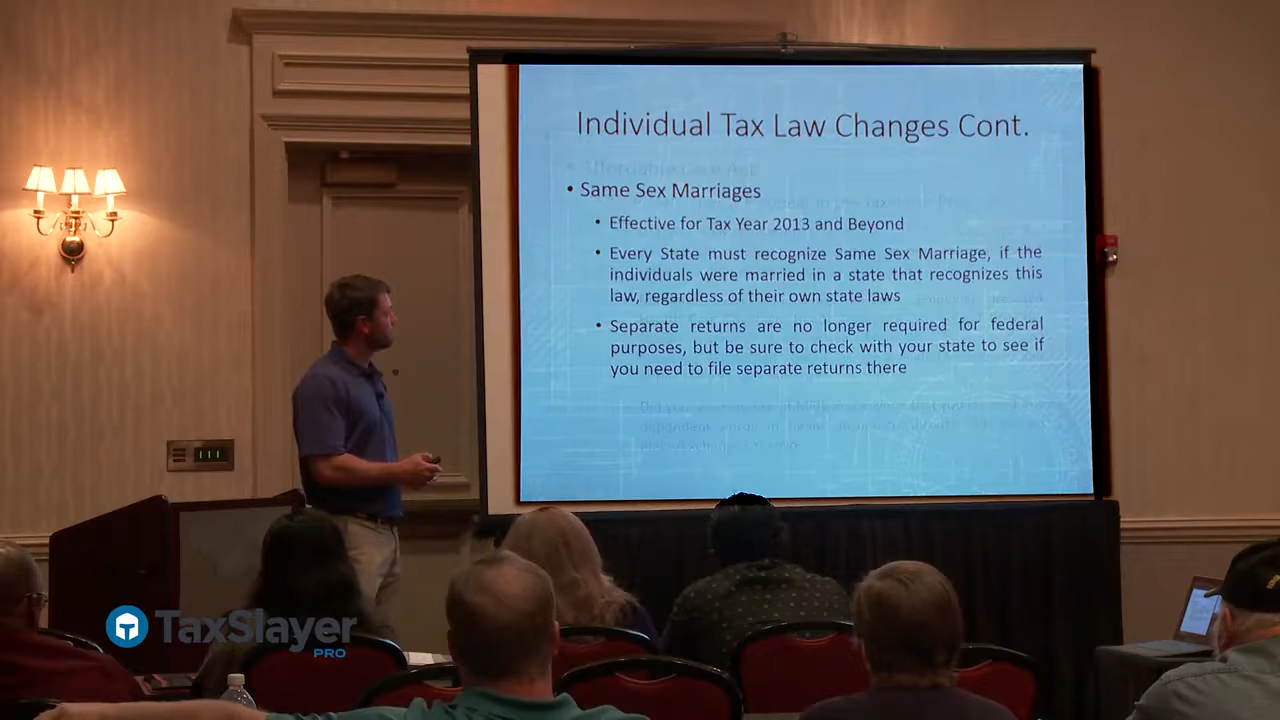 Individual Tax Law Changes Cont.
• Same Sex Marriages
• Effective for Tax Year 2013 and Beyond
• Every State must recognize Same Sex Marriage, if the
individuals were married in a state that recognizes this
law, regardless of their own state laws
• Separate returns are no longer required for federal
purposes, but be sure to check with your state to see if
you need to file separate returns there
TaxSlayer
PRO